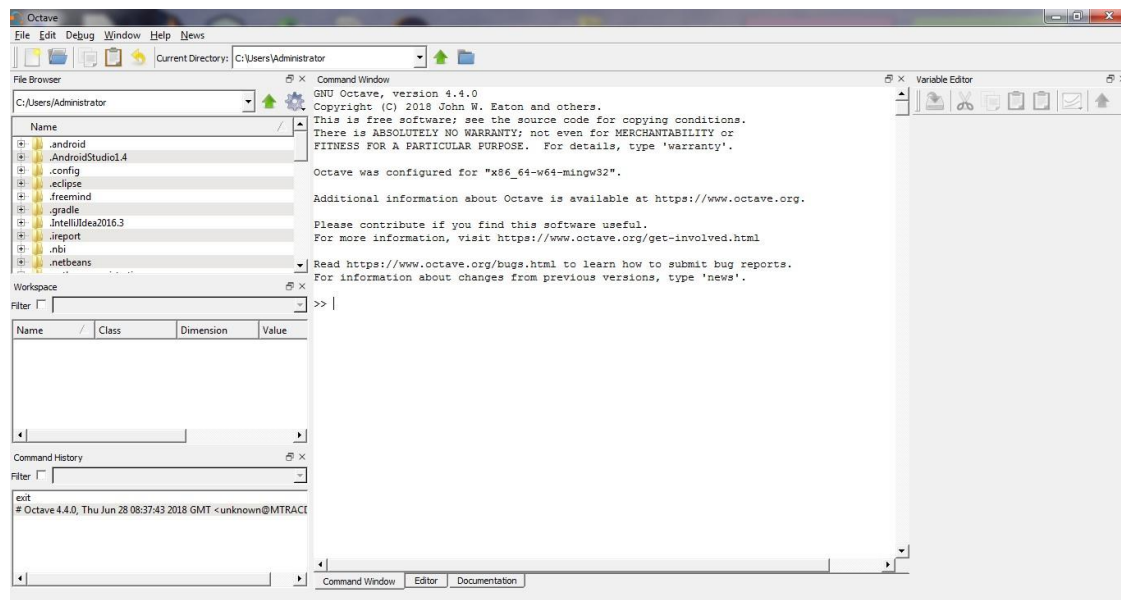 Octave
File Edit Debug Window Help News
Current Directory: C:\Users\Administrator
File Browser
C:/Users/Administrator
Name
.android
.AndroidStudio1.4
.config
.eclipse
.freemind
.gradle
.IntelliJIdea2016.3
.ireport
.nbi
.netbeans
Workspace
Filter
Name Class Dimension Value
Command History
Filter
exit
# Octave 4.4.0, Thu Jun 28 08:37:43 2018 GMT <unknown@MTRACD
Command Window
GNU Octave, version 4.4.0
Copyright (C) 2018 John W. Eaton and others.
This is free software; see the source code for copying conditions.
There is ABSOLUTELY NO WARRANTY; not even for MERCHANTABILITY or
FITNESS FOR A PARTICULAR PURPOSE.  For details, type 'warranty'.
Octave was configured for "x86_64-w64-mingw32".
Additional information about Octave is available at https://www.octave.org.
Please contribute if you find this software useful.
For more information, visit https://www.octave.org/get-involved.html
Read https://www.octave.org/bugs.html to learn how to submit bug reports.
For information about changes from previous versions, type 'news'.
>>
Command Window Editor Documentation
Variable Editor